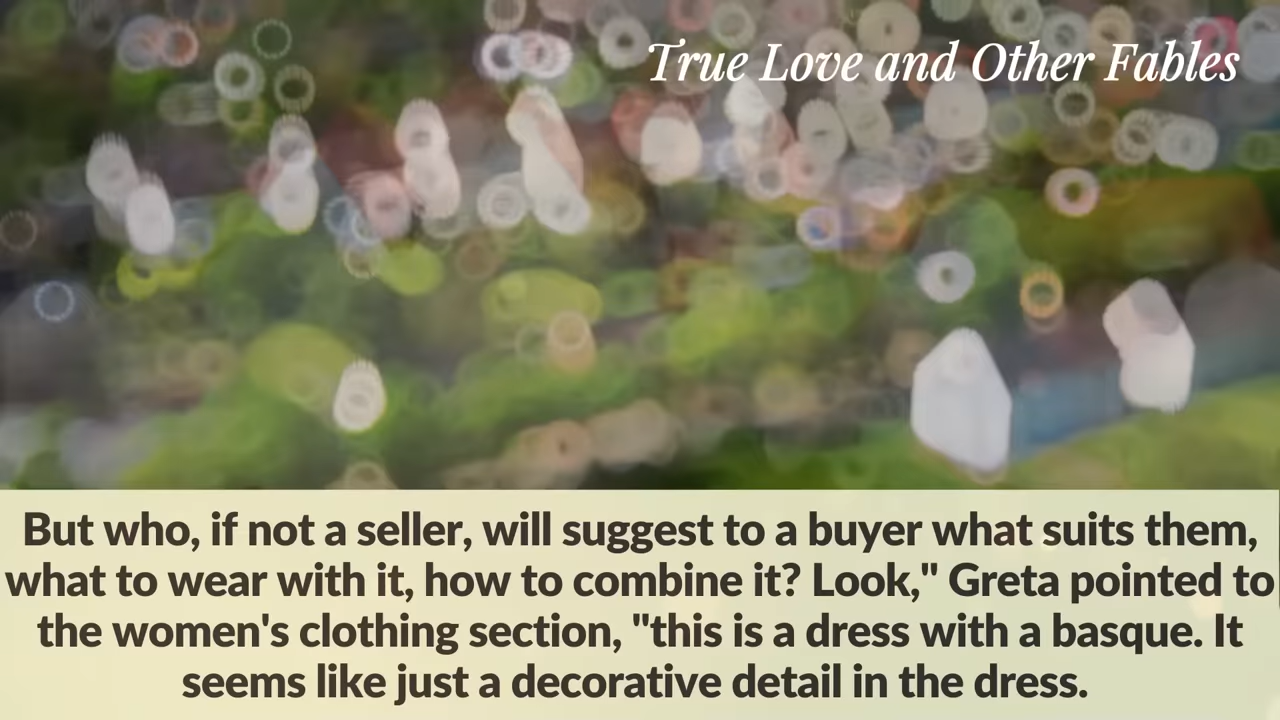 True Love and Other Fables
But who, if not a seller, will suggest to a buyer what suits them,
what to wear with it, how to combine it? Look," Greta pointed to
the women's clothing section, "this is a dress with a basque. It
seems like just a decorative detail in the dress.